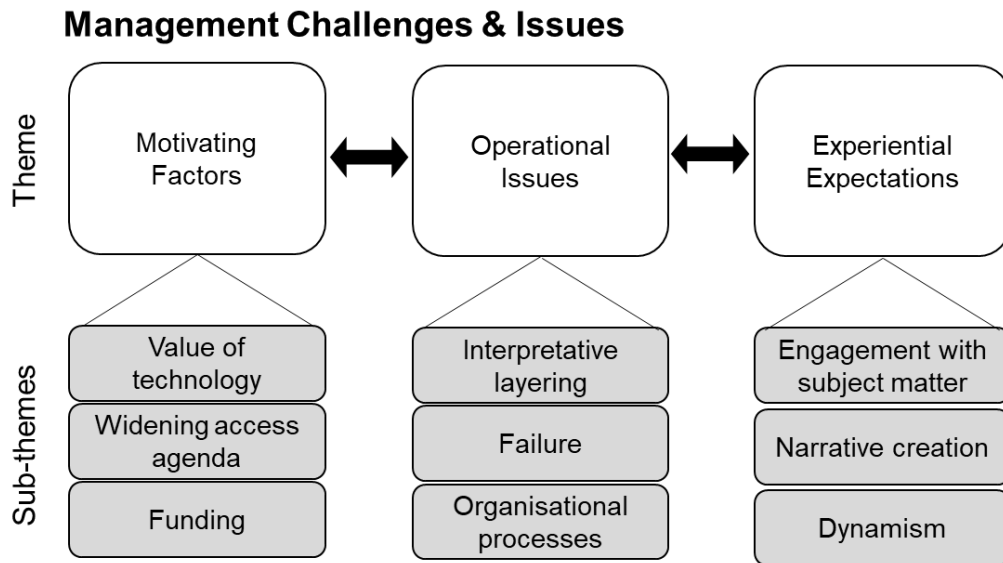 Management Challenges & Issues
Theme
Motivating
Factors
Operational
Issues
Experiential
Expectations
Sub-themes
Value of
technology
Widening access
agenda
Funding
Interpretative
layering
Failure
Organisational
processes
Engagement with
subject matter
Narrative creation
Dynamism